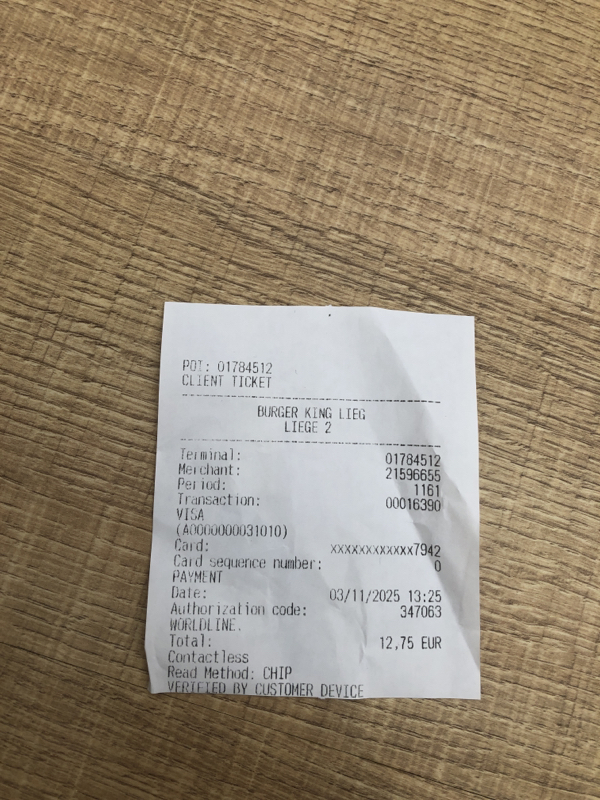 POI: 01784512
CLIENT TICKET
BURGER KING LIEG
LIEGE 2
Terminal: 01784512
Merchant: 21596655
Period: 1161
Transaction: 00016390
VISA
(A0000000031010)
Card: xxxxxxxxxxxx7942
Card sequence number: 0
PAYMENT
Date: 03/11/2025 13:25
Authorization code: 347063
WORLDLINE.
Total: 12,75 EUR
Contactless
Read Method: CHIP
VERIFIED BY CUSTOMER DEVICE